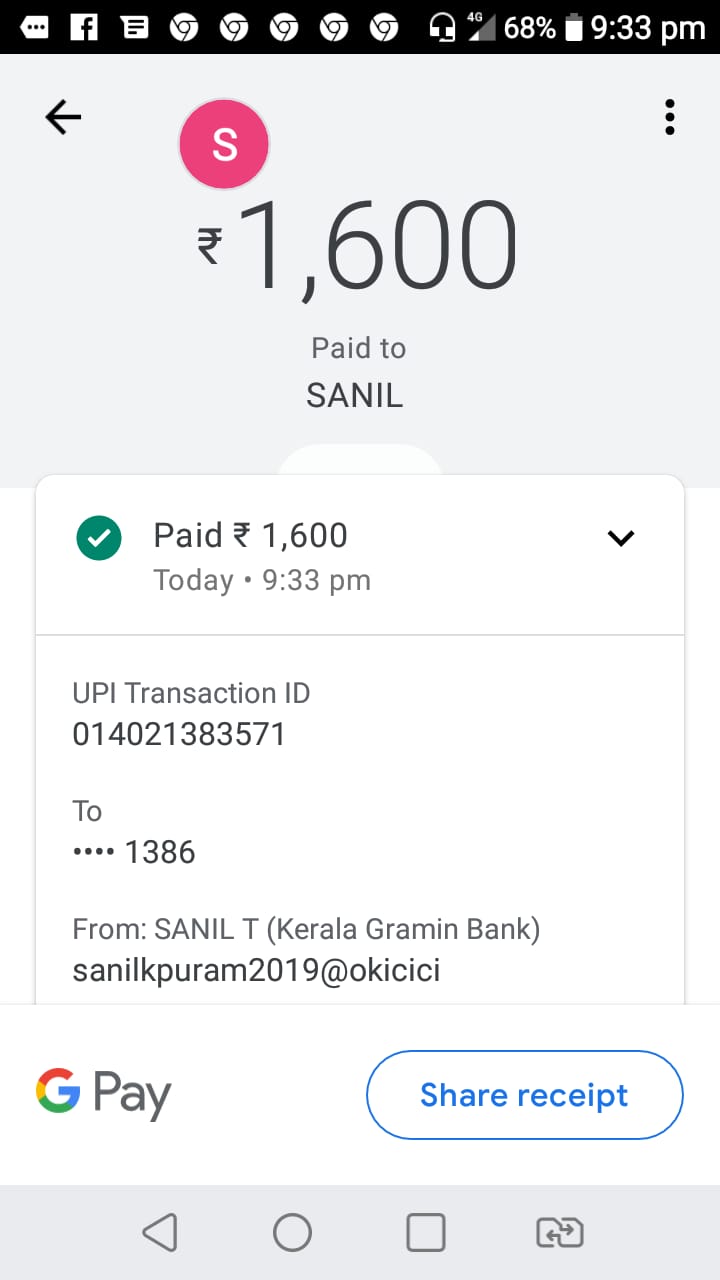 4G 68% 9:33 pm
S
₹1,600
Paid to
SANIL
Paid ₹ 1,600
Today • 9:33 pm
UPI Transaction ID
014021383571
To
•••• 1386
From: SANIL T (Kerala Gramin Bank)
sanilkpuram2019@okicici
G Pay
Share receipt